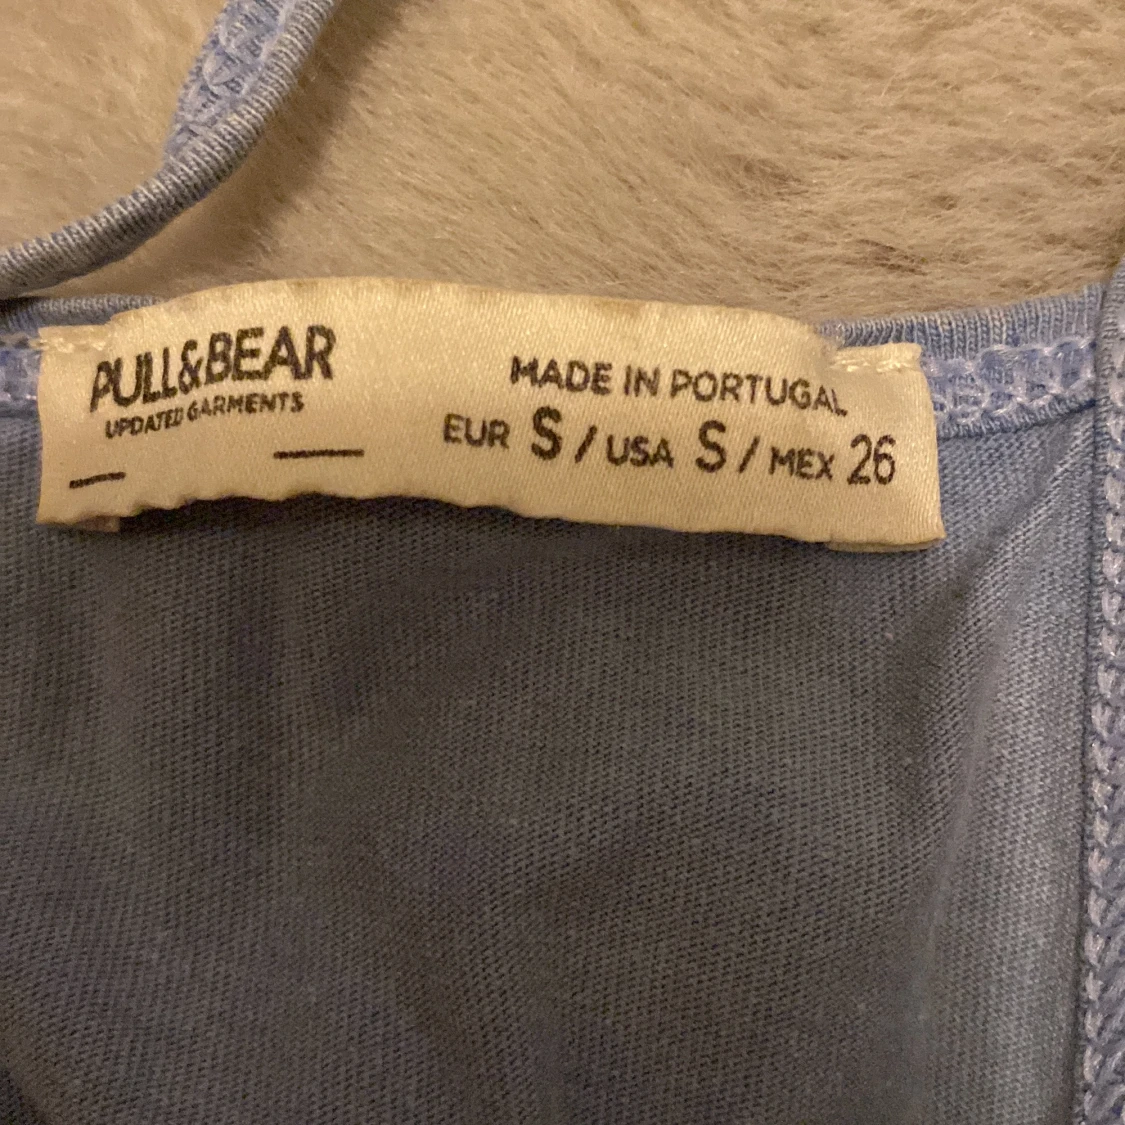 PULL&BEAR
UPDATED GARMENTS
MADE IN PORTUGAL
EUR S / USA S / MEX 26